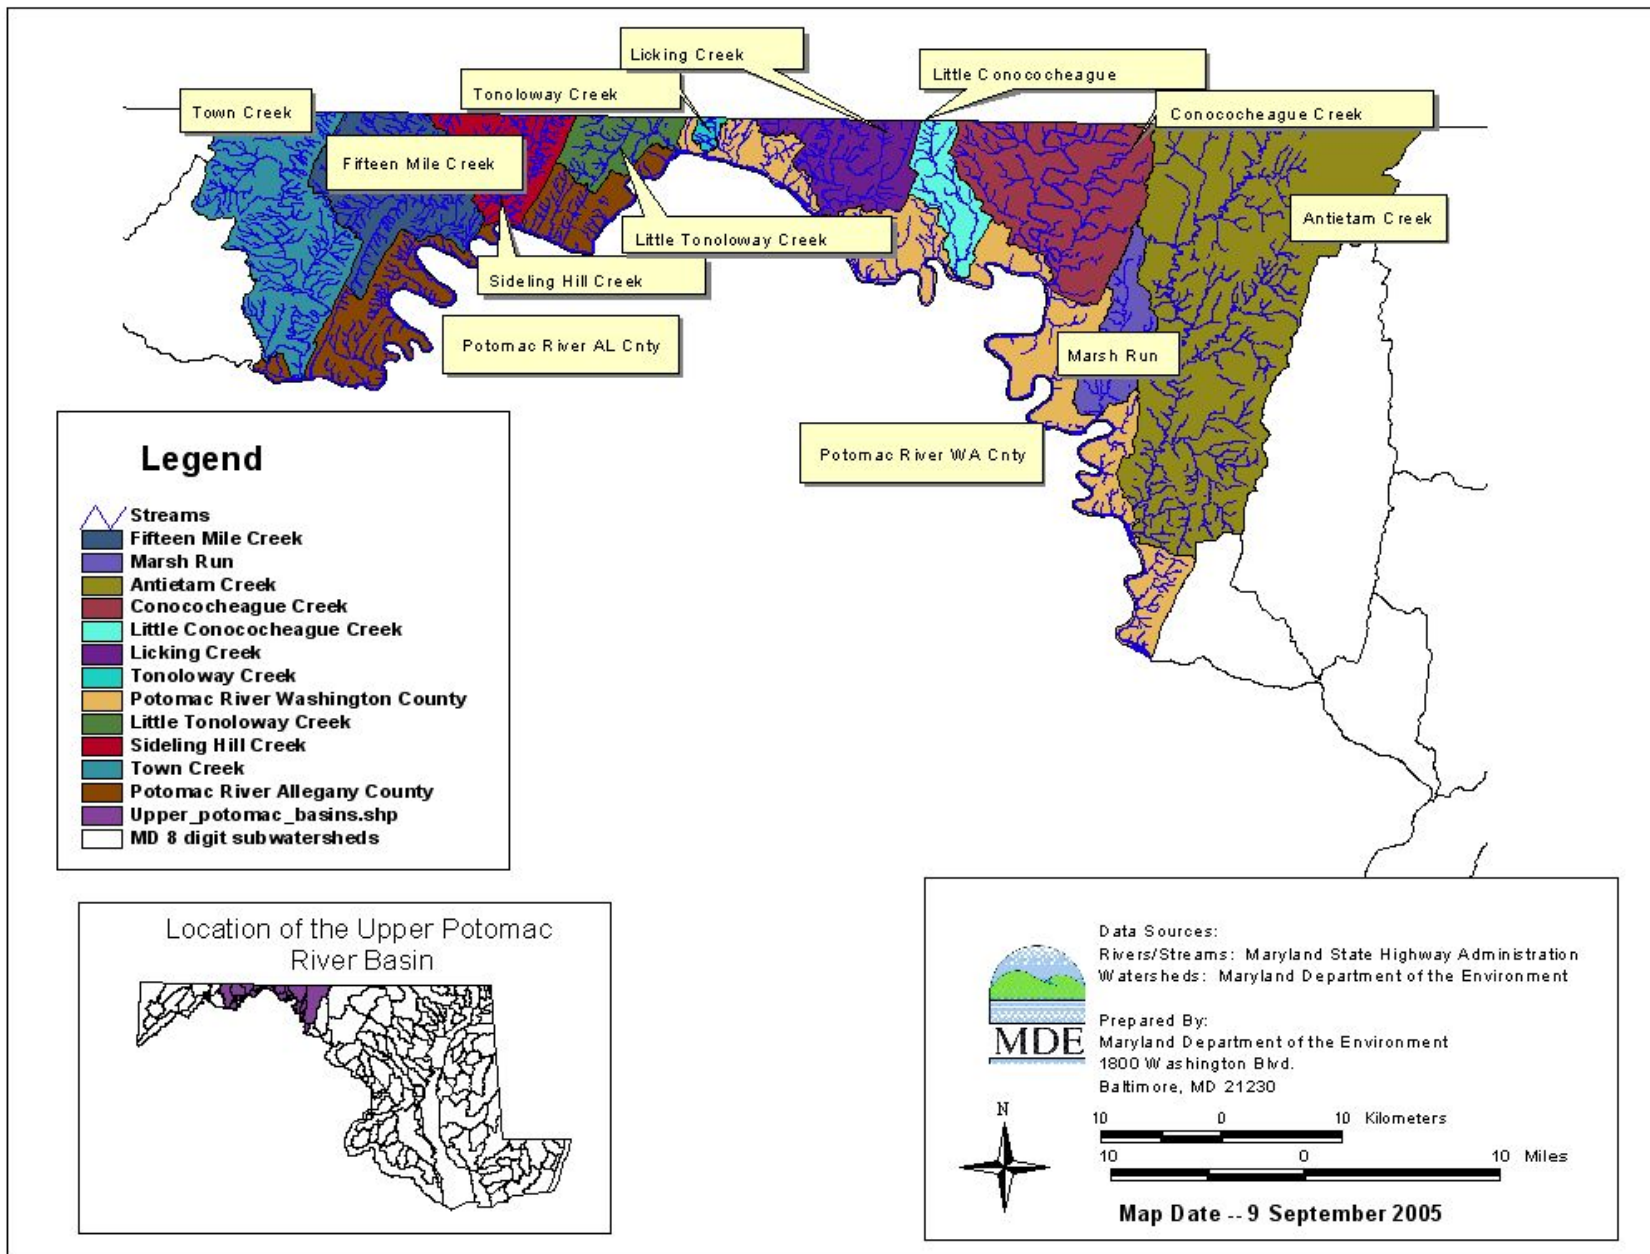 Licking Creek
Little Conococheague
Tonoloway Creek
Town Creek
Conococheague Creek
Fifteen Mile Creek
Antietam Creek
Little Tonoloway Creek
Sideling Hill Creek
Potomac River AL Cnty
Marsh Run
Potomac River WA Cnty
Legend
Streams
Fifteen Mile Creek
Marsh Run
Antietam Creek
Conococheague Creek
Little Conococheague Creek
Licking Creek
Tonoloway Creek
Potomac River Washington County
Little Tonoloway Creek
Sideling Hill Creek
Town Creek
Potomac River Allegany County
Upper_potomac_basins.shp
MD 8 digit subwatersheds
Location of the Upper Potomac
River Basin
Data Sources:
Rivers/Streams: Maryland State Highway Administration
Watersheds: Maryland Department of the Environment
MDE
Prepared By:
Maryland Department of the Environment
1800 Washington Blvd.
Baltimore, MD 21230
N
10 0 10 Kilometers
10 0 10 Miles
Map Date -- 9 September 2005